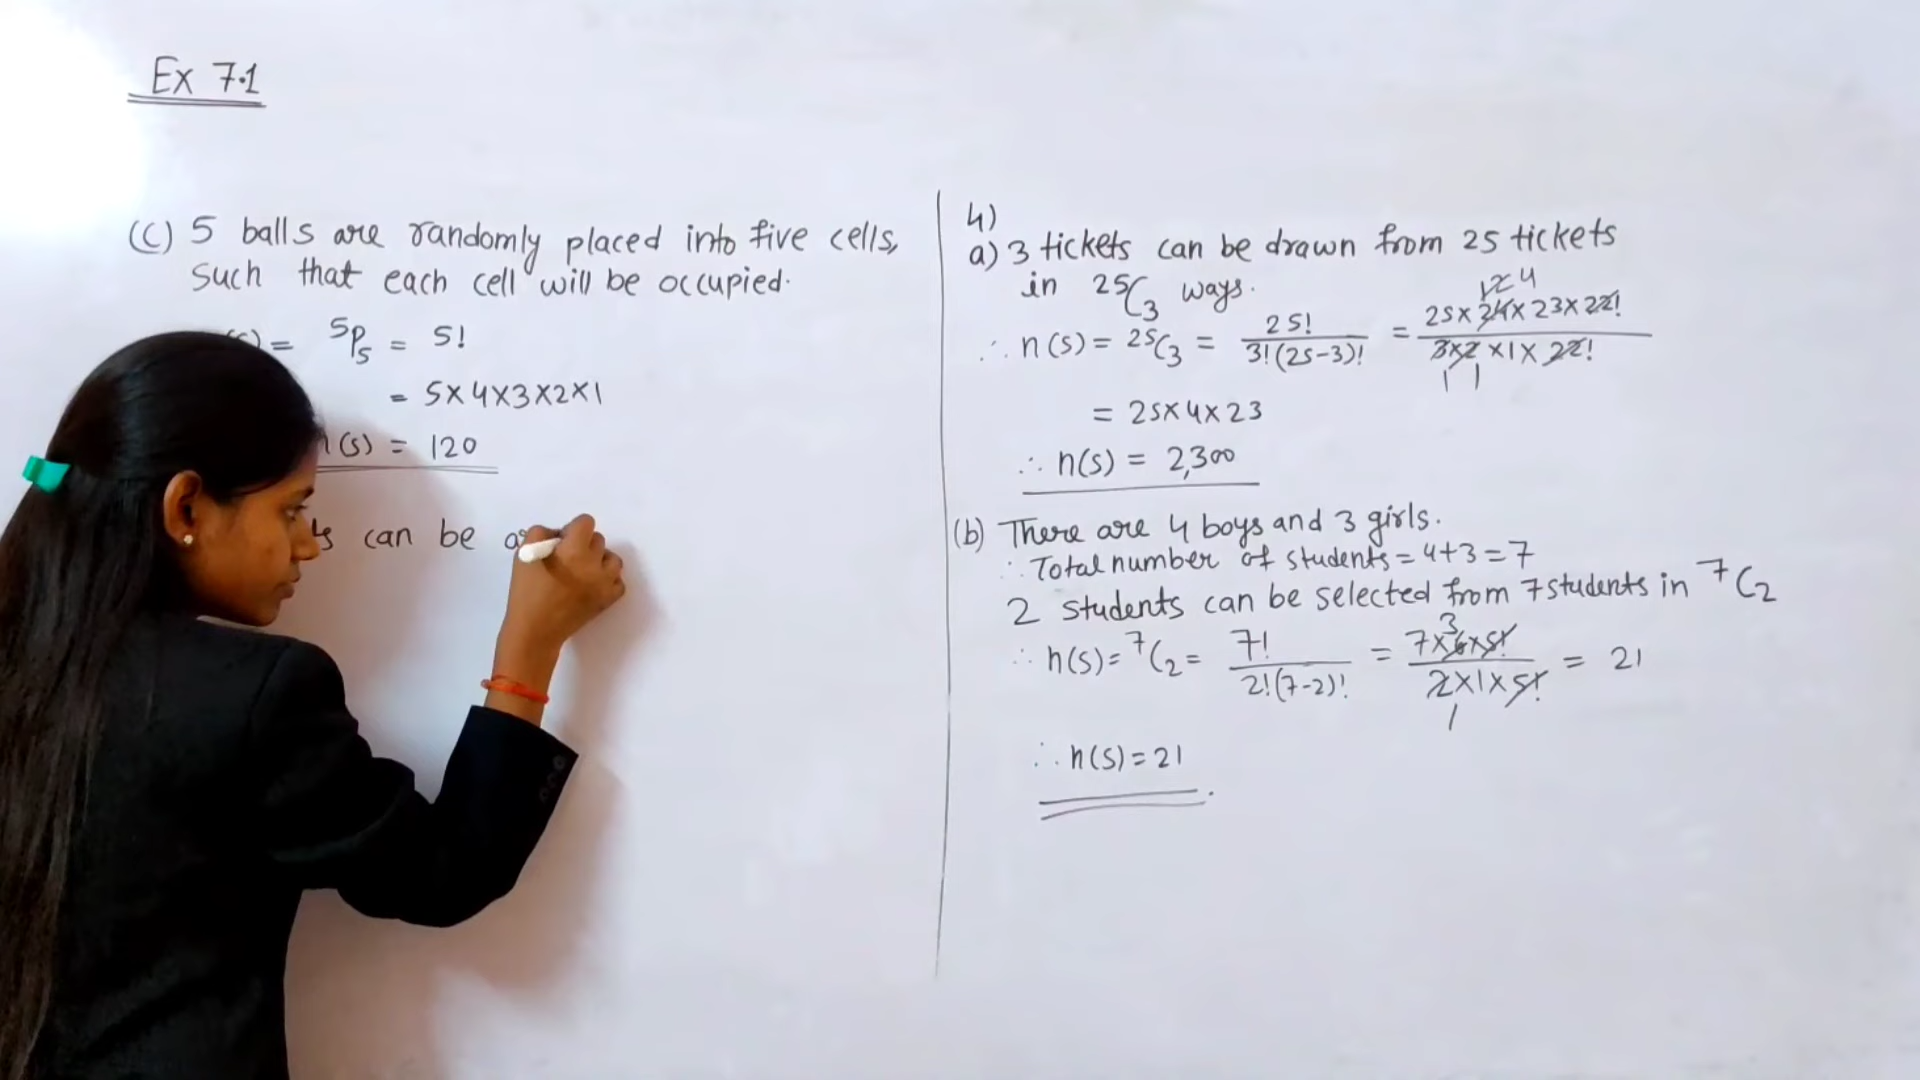 Ex 7.1
(C) 5 balls are randomly placed into five cells,
such that each cell will be occupied.
= ⁵P₅ = 5!
= 5×4×3×2×1
n(s) = 120
can be
4)
a) 3 tickets can be drawn from 25 tickets
in ²⁵C₃ ways.
∴ n(s) = ²⁵C₃ = 25!/3!(25-3)! = 25×24×23×22!/3×2×1×22!
= 25×4×23
∴ n(s) = 2,300
(b) There are 4 boys and 3 girls.
∴ Total number of students = 4+3=7
2 students can be selected from 7 students in ⁷C₂
∴ n(s) = ⁷C₂ = 7!/2!(7-2)! = 7×6×5!/2×1×5! = 21
∴ n(s) = 21